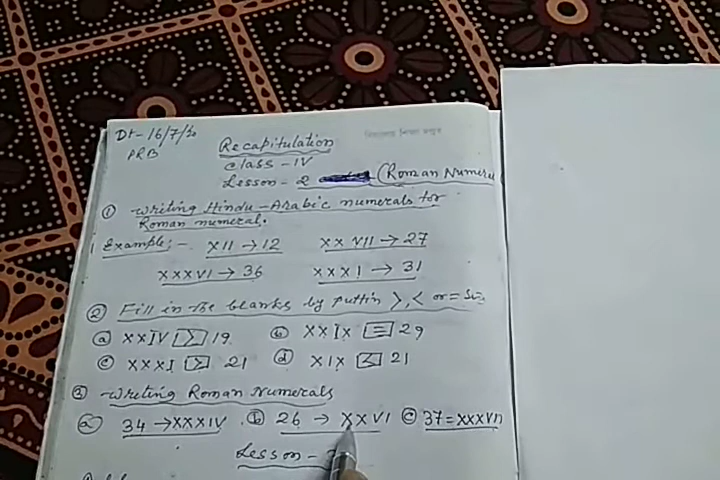 Dt- 16/7/20
PRB
Recapitulation
Class - IV
Lesson - 2 (Roman Numeral
① Writing Hindu-Arabic numerals for
Roman numeral.
Example:- XII → 12 XXVII → 27
XXXVI → 36 XXXI → 31
② Fill in the blanks by puttin >, < or =
ⓐ XXIV > 19 ⓑ XXIX = 29
ⓒ XXXI > 21 ⓓ XIX < 21
③ Writing Roman Numerals
ⓐ 34 → XXXIV ⓑ 26 → XXVI ⓒ 37 = XXXVII
Lesson -